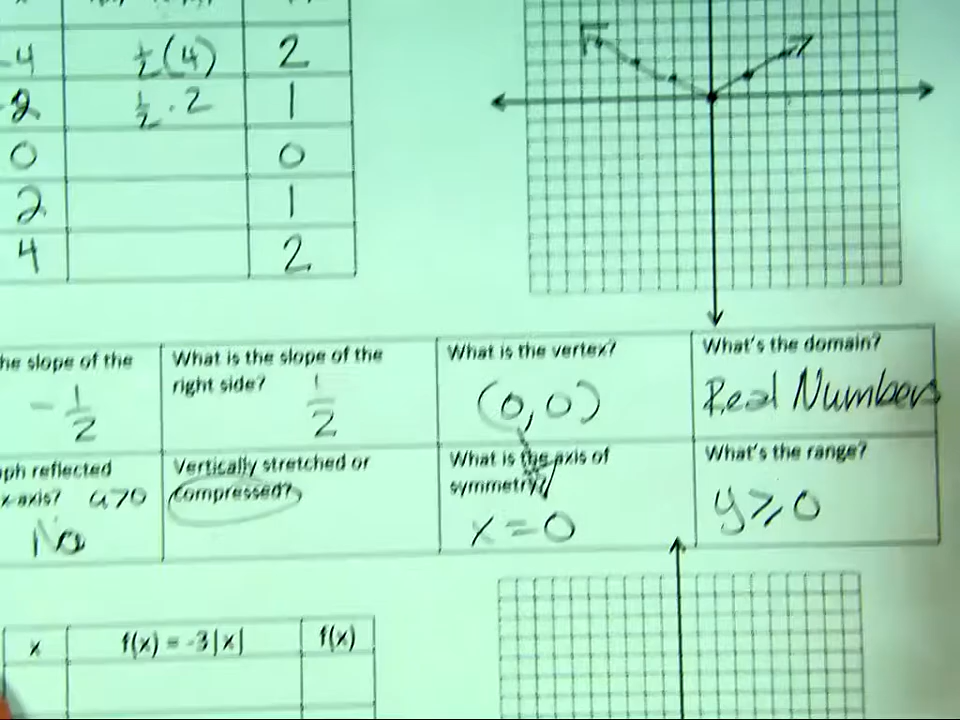 -4 ½(4) 2
-2 ½ · 2 1
0 0
2 1
4 2
he slope of the
- 1/2
What is the slope of the
right side? 1/2
What is the vertex?
(0,0)
What's the domain?
Real Numbers
ph reflected
x-axis? a>0
No
Vertically stretched or
compressed?
What is the axis of
symmetry?
x=0
What's the range?
y≥0
x f(x) = -3|x| f(x)